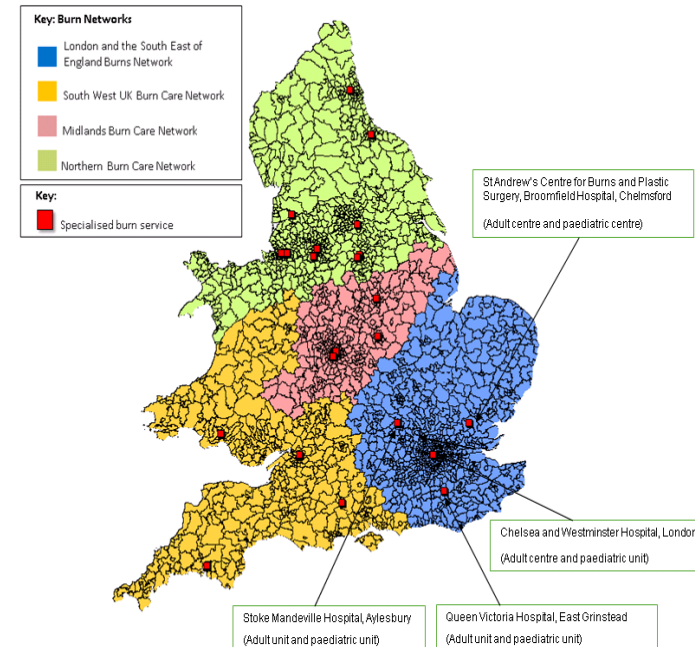 Key: Burn Networks
London and the South East of
England Burns Network
South West UK Burn Care Network
Midlands Burn Care Network
Northern Burn Care Network
Key:
Specialised burn service
St Andrew's Centre for Burns and Plastic
Surgery, Broomfield Hospital, Chelmsford
(Adult centre and paediatric centre)
Chelsea and Westminster Hospital, London
(Adult centre and paediatric unit)
Stoke Mandeville Hospital, Aylesbury
(Adult unit and paediatric unit)
Queen Victoria Hospital, East Grinstead
(Adult unit and paediatric unit)